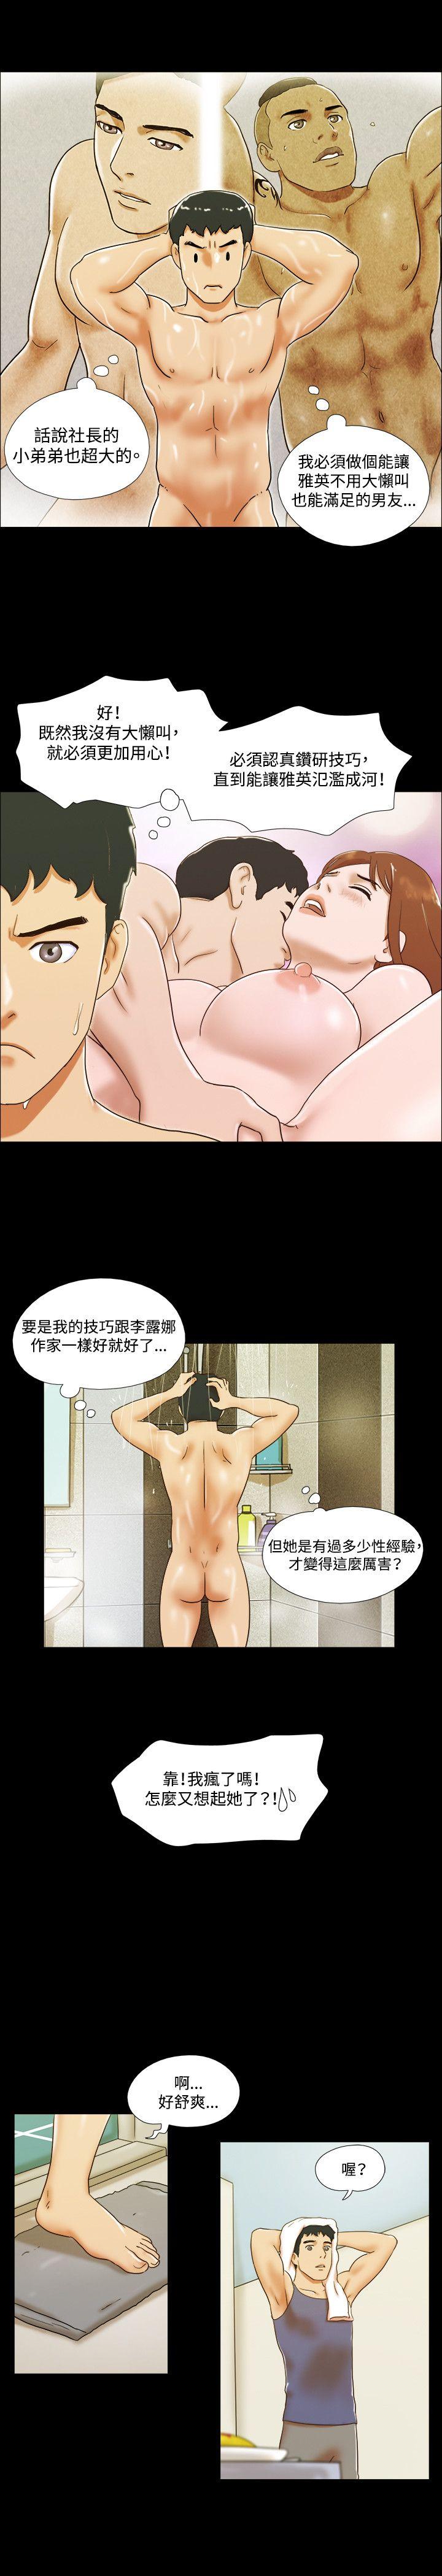 話說社長的
小弟弟也超大的。
我必須做個能讓
雅英不用大懶叫
也能滿足的男友...
好!
既然我沒有大懶叫,
就必須更加用心!
必須認真鑽研技巧,
直到能讓雅英氾濫成河!
要是我的技巧跟李露娜
作家一樣好就好了...
但她是有過多少性經驗,
才變得這麼厲害?
靠!我瘋了嗎!
怎麼又想起她了?!
啊...
好舒爽...
喔?